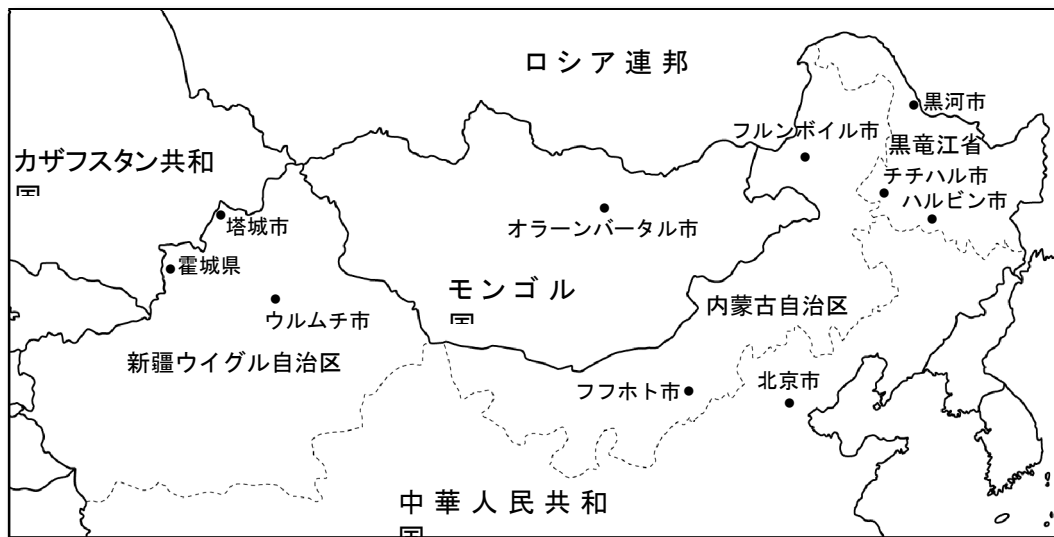 ロシア連邦
黒河市
フルンボイル市
黒竜江省
カザフスタン共和
国
チチハル市
ハルビン市
塔城市
オラーンバータル市
霍城県
モンゴル
国
内蒙古自治区
ウルムチ市
新疆ウイグル自治区
フフホト市
北京市
中華人民共和
国